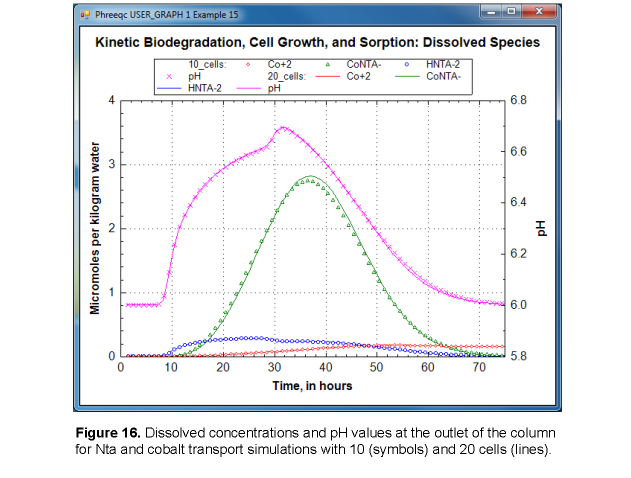 Phreeqc USER_GRAPH 1 Example 15
Kinetic Biodegradation, Cell Growth, and Sorption: Dissolved Species
10_cells: Co+2 CoNTA- HNTA-2
pH 20_cells: Co+2 CoNTA-
HNTA-2 pH
4 6.8
3 6.6
6.4
2
6.2
1 6.0
0 5.8
Micromoles per kilogram water
pH
0 10 20 30 40 50 60 70
Time, in hours
Figure 16. Dissolved concentrations and pH values at the outlet of the column
for Nta and cobalt transport simulations with 10 (symbols) and 20 cells (lines).